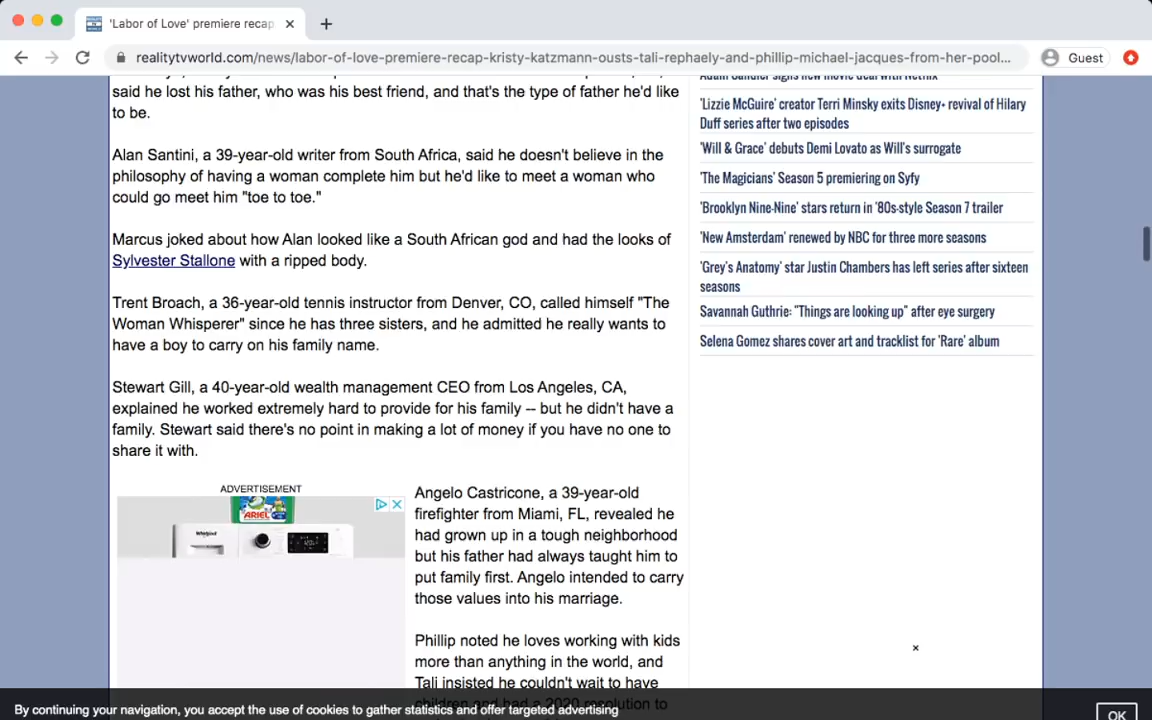 'Labor of Love' premiere recap
realitytvworld.com/news/labor-of-love-premiere-recap-kristy-katzmann-ousts-tali-rephaely-and-phillip-michael-jacques-from-her-pool...
Guest
said he lost his father, who was his best friend, and that's the type of father he'd like
to be.
Alan Santini, a 39-year-old writer from South Africa, said he doesn't believe in the
philosophy of having a woman complete him but he'd like to meet a woman who
could go meet him "toe to toe."
Marcus joked about how Alan looked like a South African god and had the looks of
Sylvester Stallone with a ripped body.
Trent Broach, a 36-year-old tennis instructor from Denver, CO, called himself "The
Woman Whisperer" since he has three sisters, and he admitted he really wants to
have a boy to carry on his family name.
Stewart Gill, a 40-year-old wealth management CEO from Los Angeles, CA,
explained he worked extremely hard to provide for his family -- but he didn't have a
family. Stewart said there's no point in making a lot of money if you have no one to
share it with.
ADVERTISEMENT
ARIEL
Whirlpool
Angelo Castricone, a 39-year-old
firefighter from Miami, FL, revealed he
had grown up in a tough neighborhood
but his father had always taught him to
put family first. Angelo intended to carry
those values into his marriage.
Phillip noted he loves working with kids
more than anything in the world, and
Tali insisted he couldn't wait to have
children and had a 2020 resolution to
Adam Sandler signs new movie deal with Netflix
'Lizzie McGuire' creator Terri Minsky exits Disney+ revival of Hilary
Duff series after two episodes
'Will & Grace' debuts Demi Lovato as Will's surrogate
'The Magicians' Season 5 premiering on Syfy
'Brooklyn Nine-Nine' stars return in '80s-style Season 7 trailer
'New Amsterdam' renewed by NBC for three more seasons
'Grey's Anatomy' star Justin Chambers has left series after sixteen
seasons
Savannah Guthrie: "Things are looking up" after eye surgery
Selena Gomez shares cover art and tracklist for 'Rare' album
By continuing your navigation, you accept the use of cookies to gather statistics and offer targeted advertising
OK